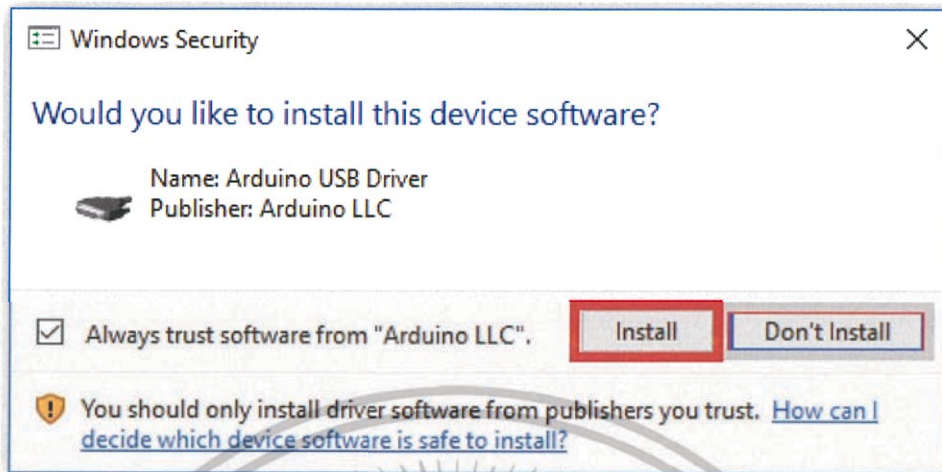 Windows Security
Would you like to install this device software?
Name: Arduino USB Driver
Publisher: Arduino LLC
Always trust software from "Arduino LLC".
Install
Don't Install
You should only install driver software from publishers you trust. How can I
decide which device software is safe to install?